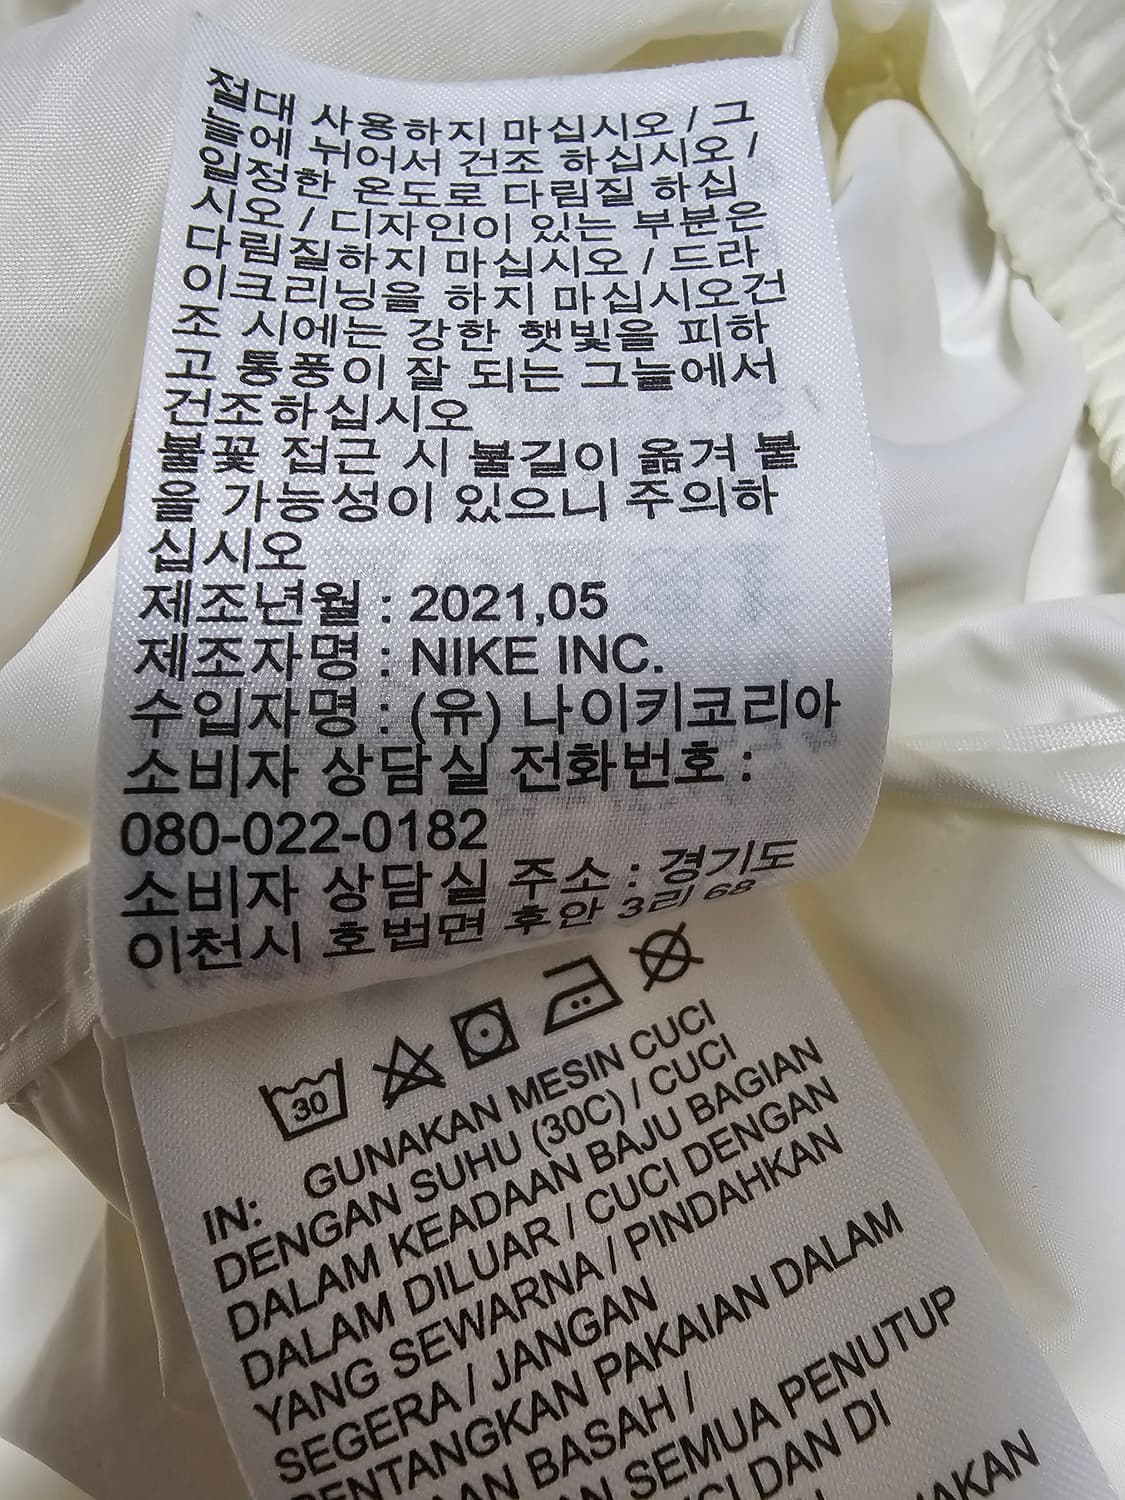 절대 사용하지 마십시오 / 그
늘에 뉘어서 건조 하십시오 /
일정한 온도로 다림질 하십
시오 / 디자인이 있는 부분은
다림질하지 마십시오 / 드라
이크리닝을 하지 마십시오건
조 시에는 강한 햇빛을 피하
고 통풍이 잘 되는 그늘에서
건조하십시오
불꽃 접근 시 불길이 옮겨 붙
을 가능성이 있으니 주의하
십시오
제조년월 : 2021,05
제조자명 : NIKE INC.
수입자명 : (유) 나이키코리아
소비자 상담실 전화번호 :
080-022-0182
소비자 상담실 주소 : 경기도
이천시 호법면 후안 3리 68
30
IN: GUNAKAN MESIN CUCI
DENGAN SUHU (30C) / CUCI
DALAM KEADAAN BAJU BAGIAN
DALAM DILUAR / CUCI DENGAN
YANG SEWARNA / PINDAHKAN
SEGERA / JANGAN
PAKAIAN DALAM
BASAH /
SEMUA PENUTUP
DAN DI